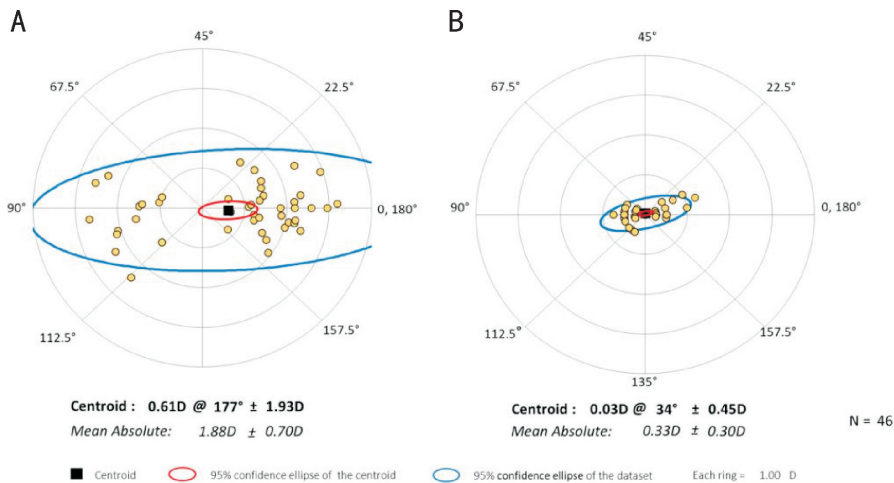 A
45°
67.5°
22.5°
90°
0, 180°
112.5°
157.5°
Centroid : 0.61D @ 177° ± 1.93D
Mean Absolute: 1.88D ± 0.70D
B
45°
67.5°
22.5°
90°
0, 180°
112.5°
157.5°
135°
Centroid : 0.03D @ 34° ± 0.45D
Mean Absolute: 0.33D ± 0.30D
N = 46
Centroid 95% confidence ellipse of the centroid 95% confidence ellipse of the dataset Each ring = 1.00 D